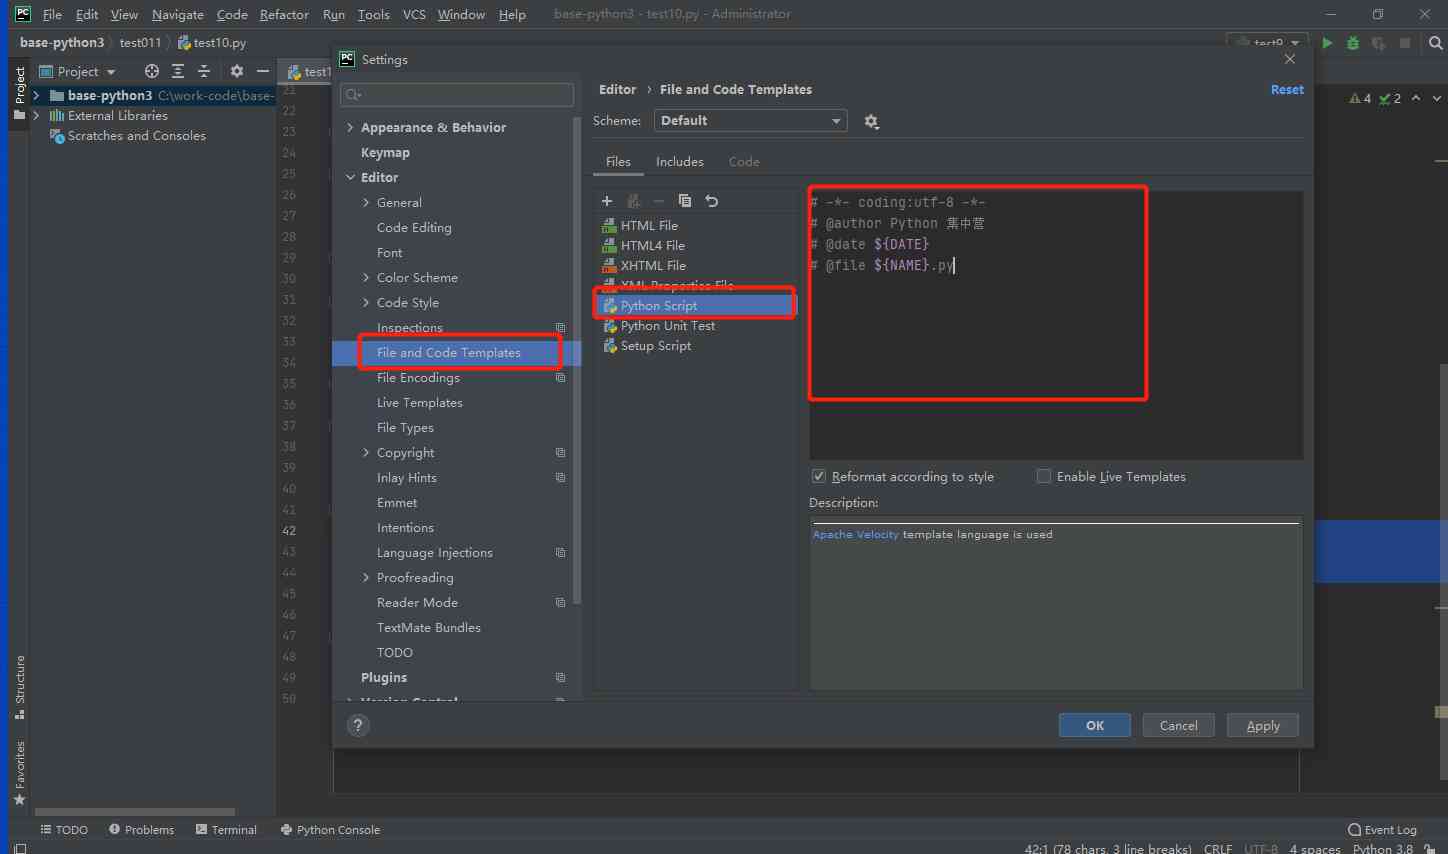 PC File Edit View Navigate Code Refactor Run Tools VCS Window Help base-python3 - test10.py - Administrator
base-python3 test011 test10.py
test9
Project
PC Settings
Project
test1
Editor › File and Code Templates Reset
base-python3 C:\work-code\base-
External Libraries
Scratches and Consoles
4 2
Scheme: Default
Appearance & Behavior
Keymap
Editor
General
Code Editing
Font
Color Scheme
Code Style
Inspections
File and Code Templates
File Encodings
Live Templates
File Types
Copyright
Inlay Hints
Emmet
Intentions
Language Injections
Proofreading
Reader Mode
TextMate Bundles
TODO
Plugins
Version Control
Files Includes Code
HTML File
HTML4 File
XHTML File
XML Properties File
Python Script
Python Unit Test
Setup Script
# -*- coding:utf-8 -*-
# @author Python 集中营
# @date ${DATE}
# @file ${NAME}.py
Reformat according to style Enable Live Templates
Description:
Apache Velocity template language is used
21
22
23
24
25
26
27
28
29
30
31
32
33
34
35
36
37
38
39
40
41
42
43
44
45
46
47
48
49
50
? OK Cancel Apply
Structure
Favorites
TODO Problems Terminal Python Console Event Log
42:1 (78 chars, 3 line breaks) CRLF UTF-8 4 spaces Python 3.8